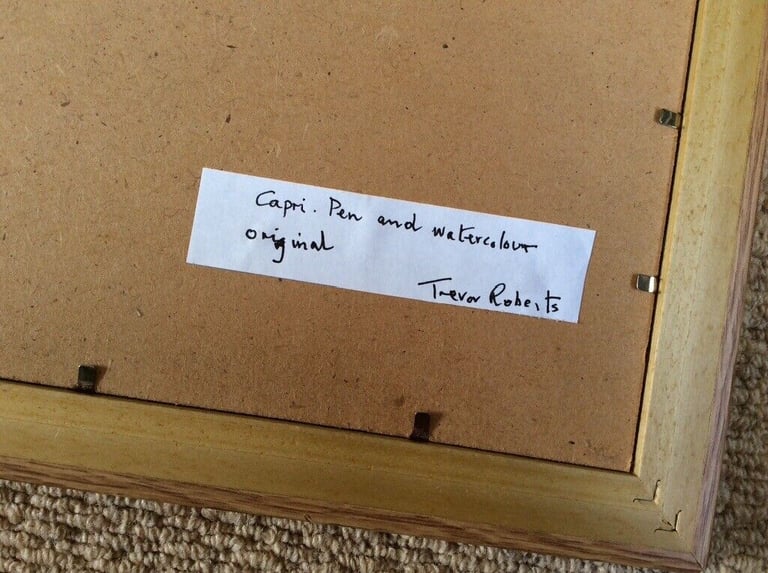 Capri. Pen and watercolour
original
Trevor Roberts